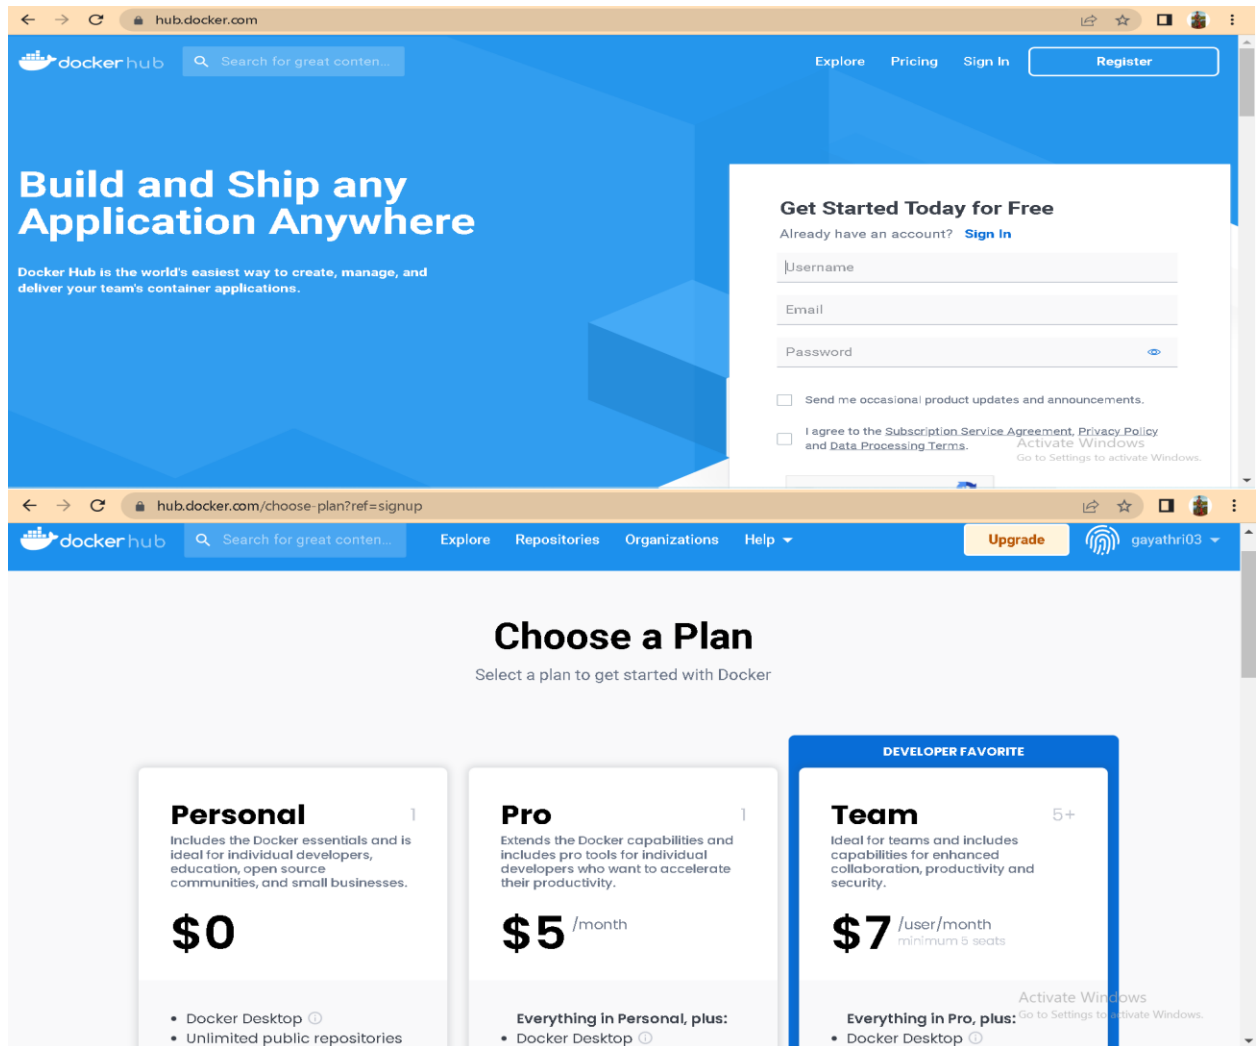 hub.docker.com
dockerhub Search for great conten... Explore Pricing Sign In Register
Build and Ship any
Application Anywhere
Docker Hub is the world's easiest way to create, manage, and
deliver your team's container applications.
Get Started Today for Free
Already have an account? Sign In
Username
Email
Password
Send me occasional product updates and announcements.
I agree to the Subscription Service Agreement, Privacy Policy
and Data Processing Terms.
Activate Windows
Go to Settings to activate Windows.
hub.docker.com/choose-plan?ref=signup
dockerhub Search for great conten... Explore Repositories Organizations Help Upgrade gayathri03
Choose a Plan
Select a plan to get started with Docker
Personal 1
Includes the Docker essentials and is
ideal for individual developers,
education, open source
communities, and small businesses.
$0
Docker Desktop
Unlimited public repositories
Pro 1
Extends the Docker capabilities and
includes pro tools for individual
developers who want to accelerate
their productivity.
$5 /month
Everything in Personal, plus:
Docker Desktop
DEVELOPER FAVORITE
Team 5+
Ideal for teams and includes
capabilities for enhanced
collaboration, productivity and
security.
$7 /user/month
minimum 5 seats
Everything in Pro, plus:
Docker Desktop
Activate Windows
Go to Settings to activate Windows.